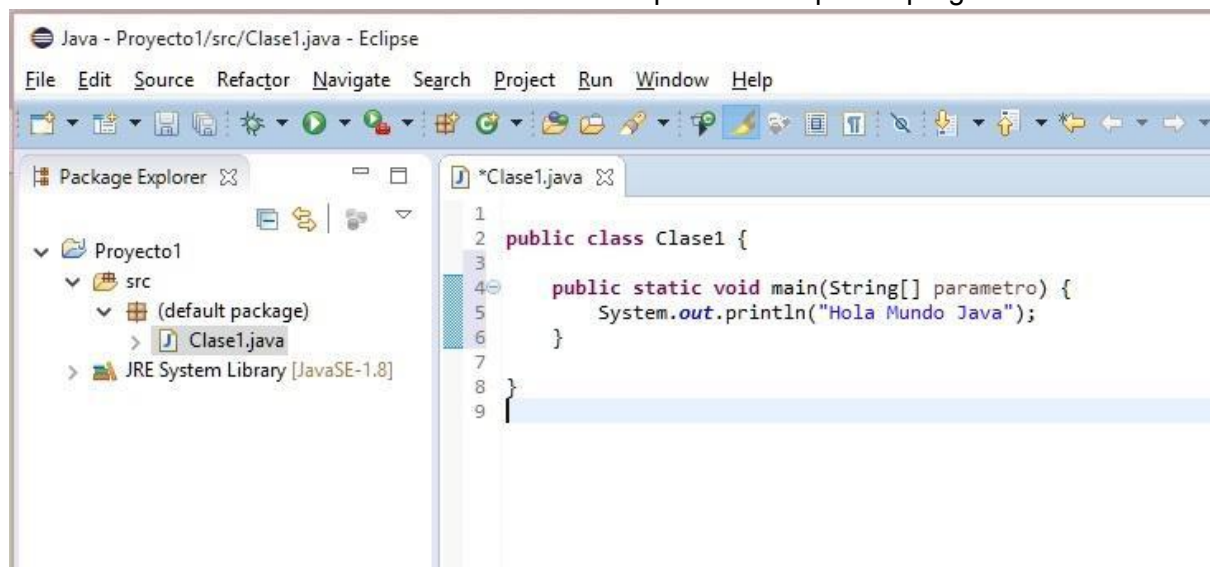 Java - Proyecto1/src/Clase1.java - Eclipse
File Edit Source Refactor Navigate Search Project Run Window Help
Package Explorer
Proyecto1
src
(default package)
Clase1.java
JRE System Library [JavaSE-1.8]
*Clase1.java
1
2 public class Clase1 {
3
4 public static void main(String[] parametro) {
5 System.out.println("Hola Mundo Java");
6 }
7
8 }
9